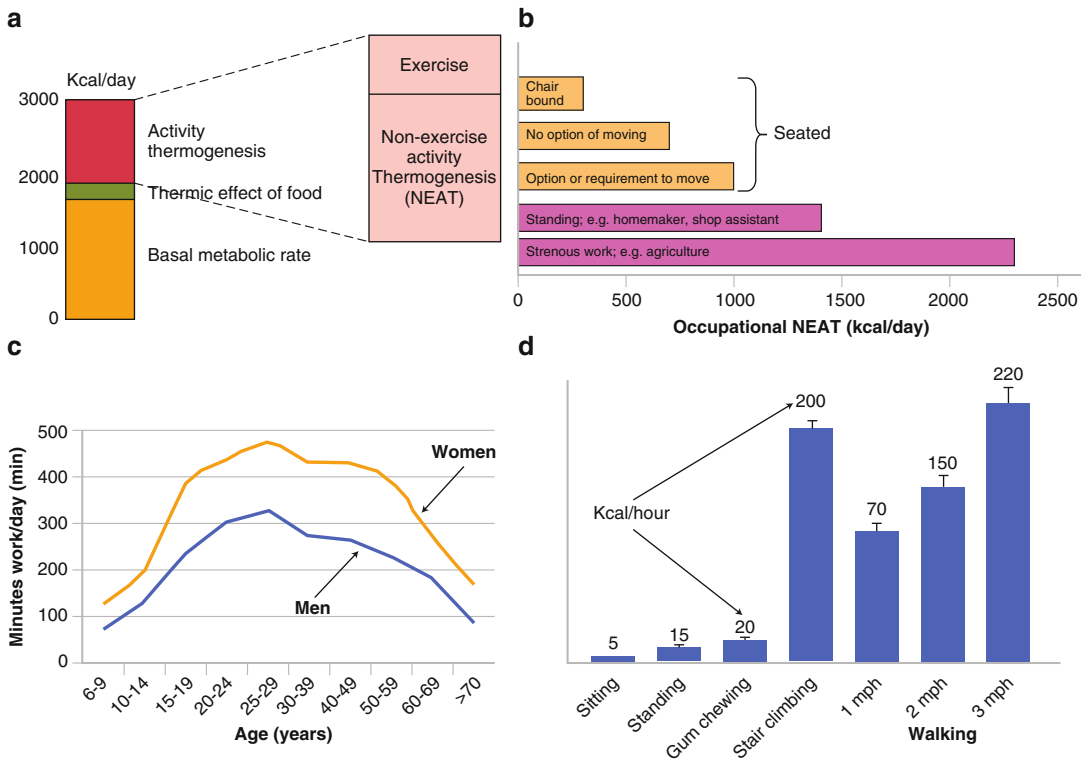 a
Kcal/day
3000
2000
1000
0
Activity
thermogenesis
Thermic effect of food
Basal metabolic rate
Exercise
Non-exercise
activity
Thermogenesis
(NEAT)
b
Chair
bound
No option of moving
Option or requirement to move
Seated
Standing; e.g. homemaker, shop assistant
Strenous work; e.g. agriculture
0 500 1000 1500 2000 2500
Occupational NEAT (kcal/day)
c
Minutes work/day (min)
500
400
300
200
100
0
Women
Men
6-9 10-14 15-19 20-24 25-29 30-39 40-49 50-59 60-69 >70
Age (years)
d
Kcal/hour
5 15 20 200 70 150 220
Sitting Standing Gum chewing Stair climbing 1 mph 2 mph 3 mph
Walking